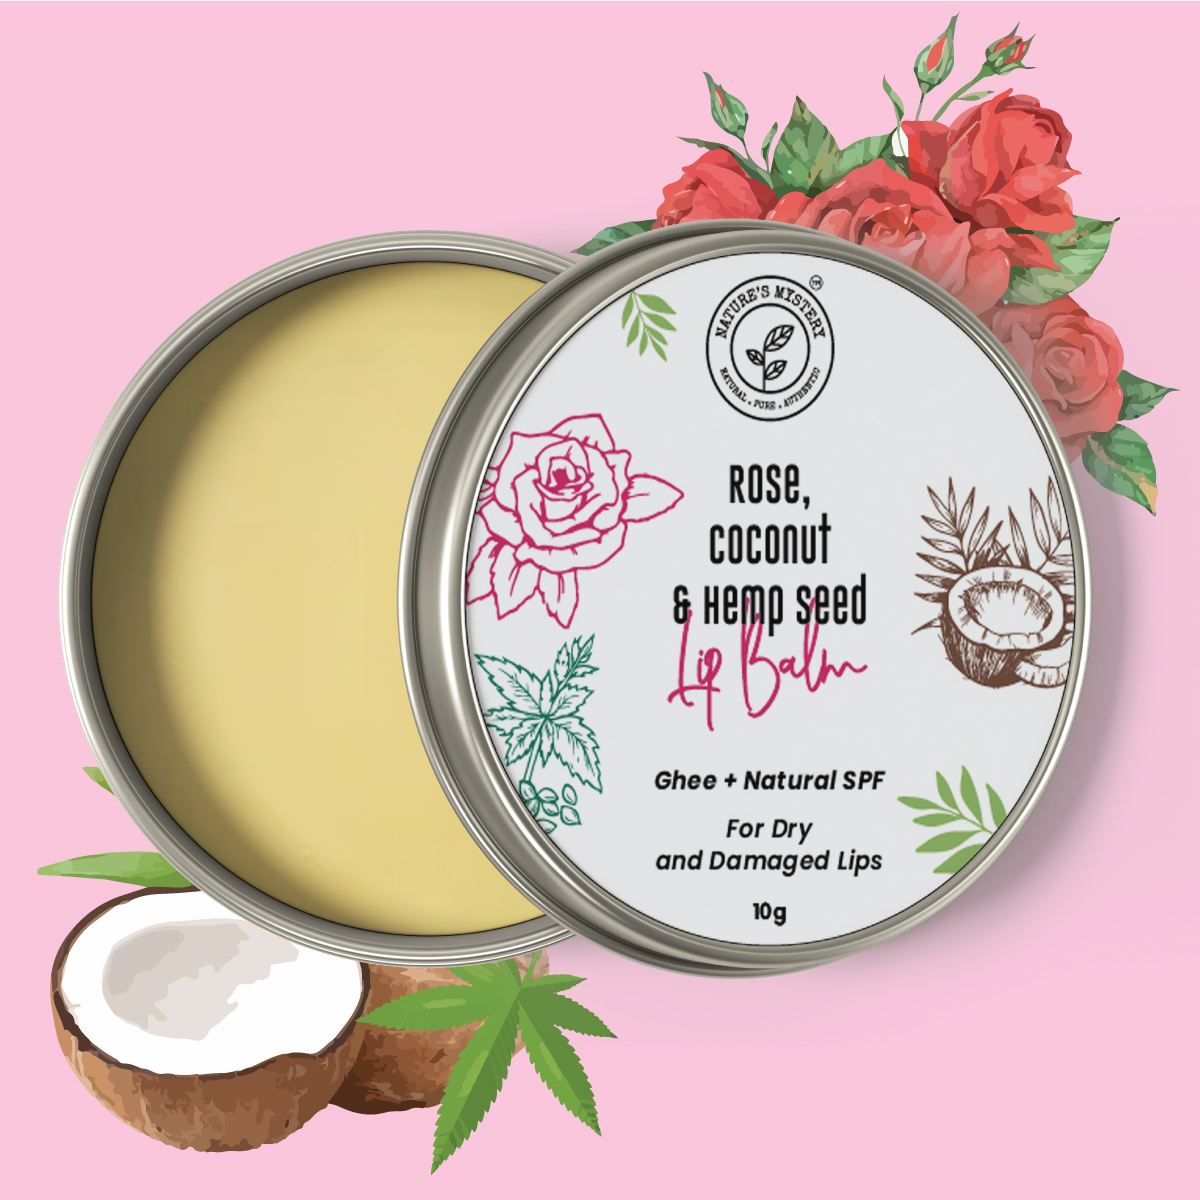 NATURE'S MYSTERY
TM
NATURAL . PURE . AUTHENTIC
ROSE,
COCONUT
& HEMP SEED
Lip Balm
Ghee + Natural SPF
For Dry
and Damaged Lips
10g